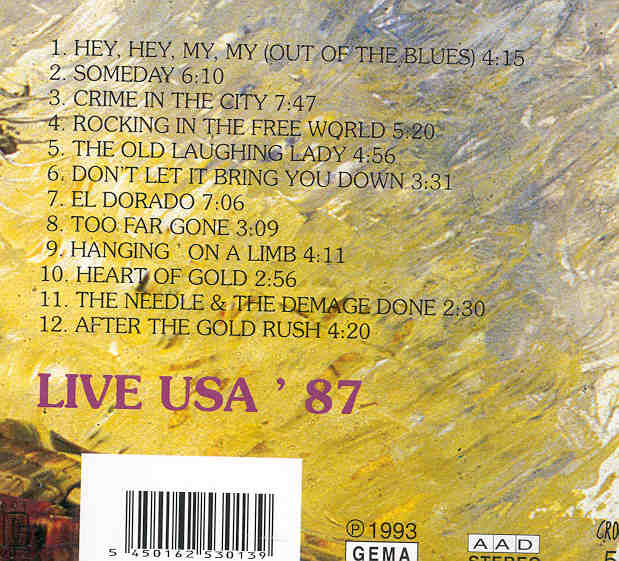 1. HEY, HEY, MY, MY (OUT OF THE BLUES) 4:15
2. SOMEDAY 6:10
3. CRIME IN THE CITY 7:47
4. ROCKING IN THE FREE WORLD 5:20
5. THE OLD LAUGHING LADY 4:56
6. DON'T LET IT BRING YOU DOWN 3:31
7. EL DORADO 7:06
8. TOO FAR GONE 3:09
9. HANGING ' ON A LIMB 4:11
10. HEART OF GOLD 2:56
11. THE NEEDLE & THE DEMAGE DONE 2:30
12. AFTER THE GOLD RUSH 4:20
LIVE USA ' 87
5 450162 530139
℗ 1993
GEMA
AAD
STEREO